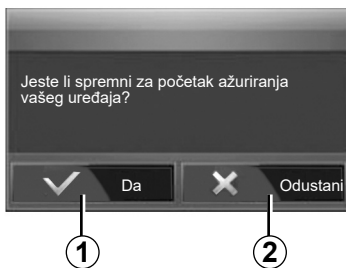 Jeste li spremni za početak ažuriranja
vašeg uređaja?
Da
Odustani
1
2